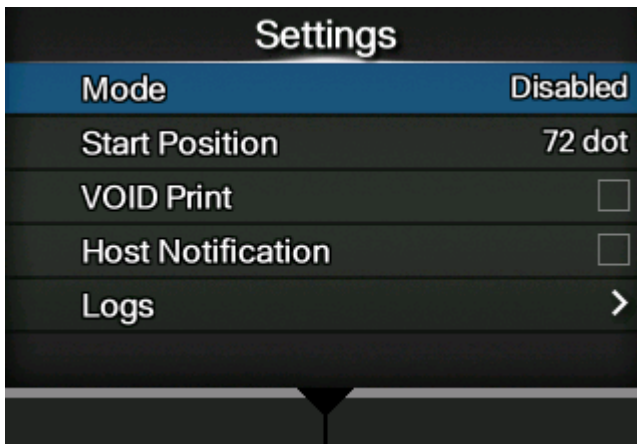 Settings
Mode Disabled
Start Position 72 dot
VOID Print
Host Notification
Logs